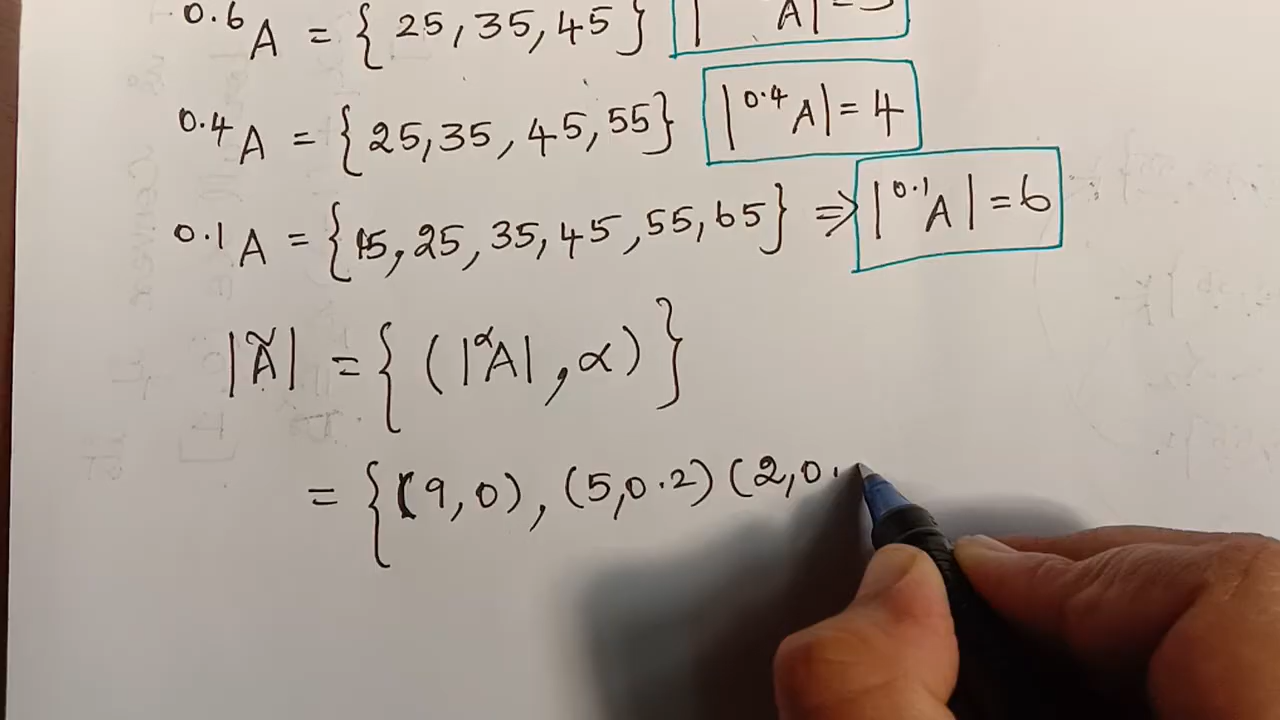 0.6A = { 25, 35, 45 } | A| =
0.4A = { 25, 35, 45, 55} |0.4A| = 4
0.1A = { 15, 25, 35, 45, 55, 65} ⇒ |0.1A| = 6
|Ã| = { (|αA|, α) }
= { (9, 0), (5, 0.2) (2, 0.